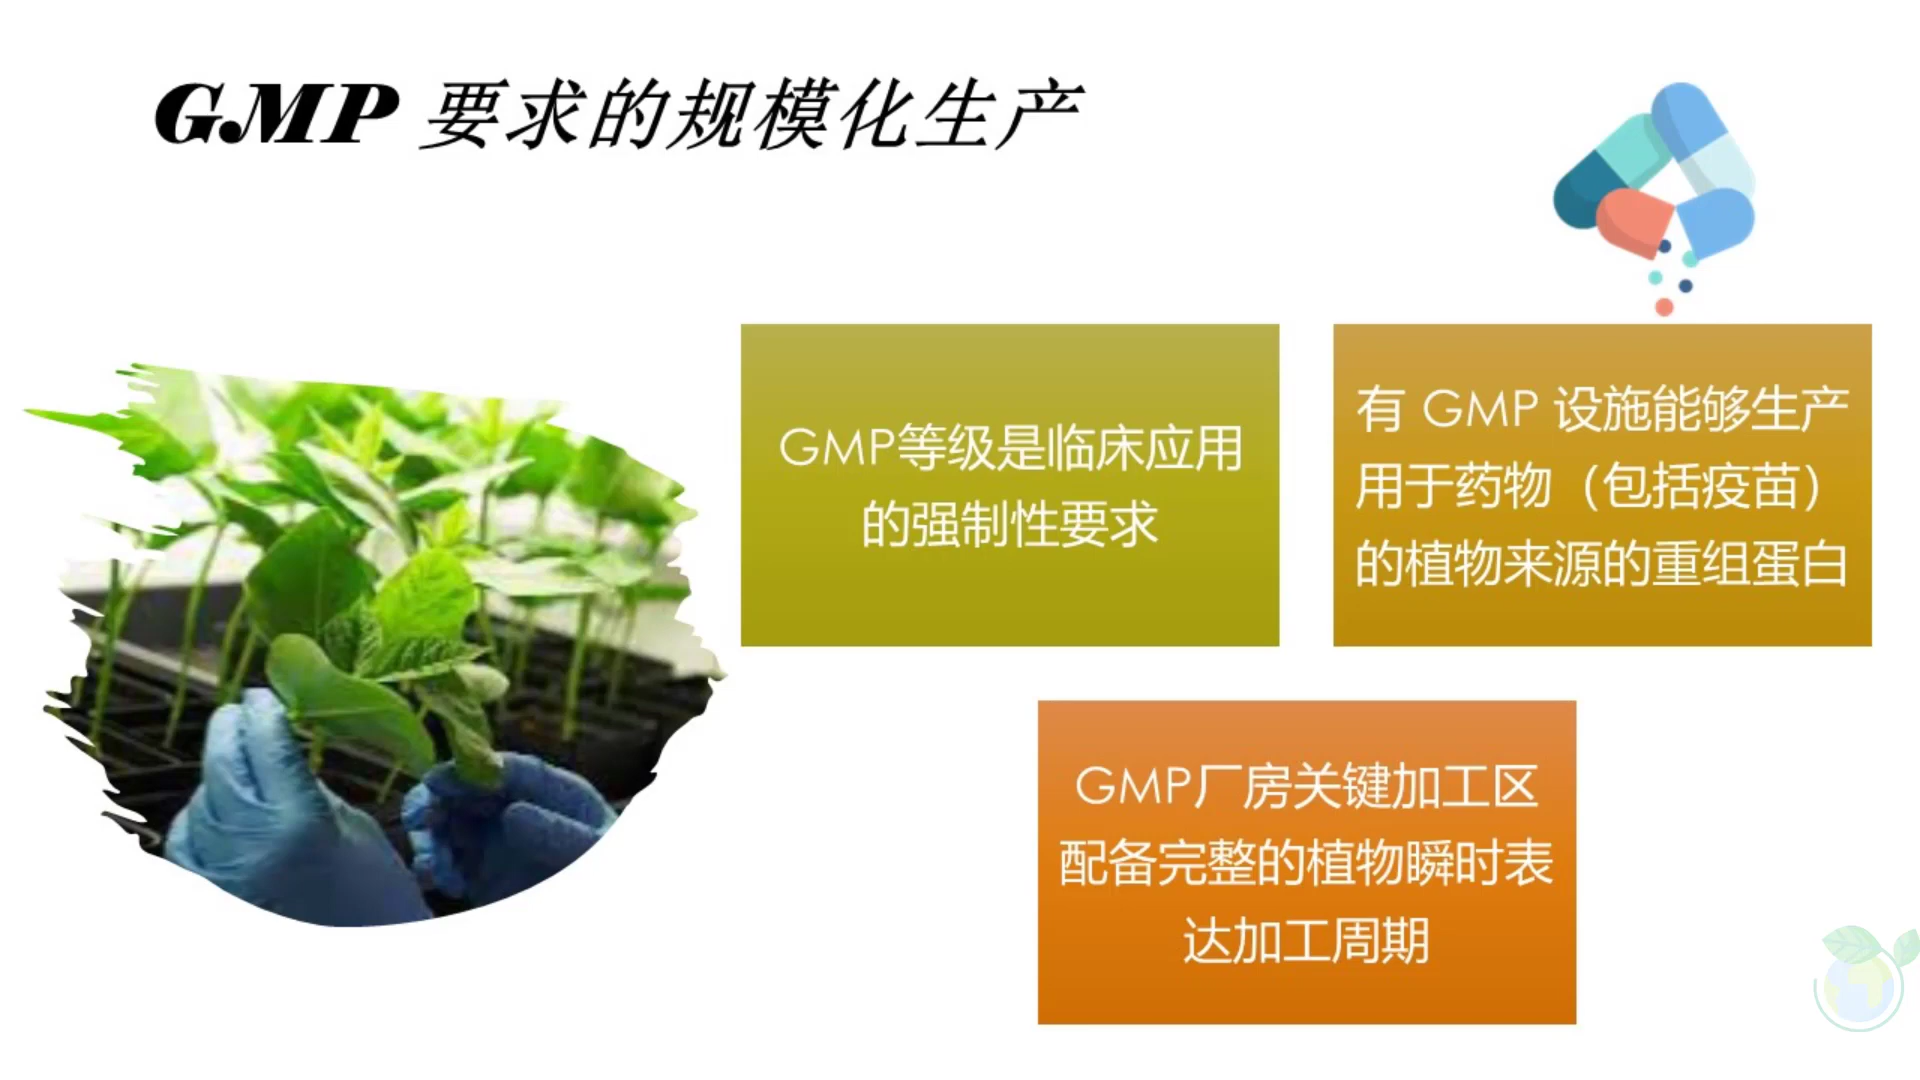 GMP 要求的规模化生产
GMP等级是临床应用
的强制性要求
有 GMP 设施能够生产
用于药物（包括疫苗）
的植物来源的重组蛋白
GMP厂房关键加工区
配备完整的植物瞬时表
达加工周期